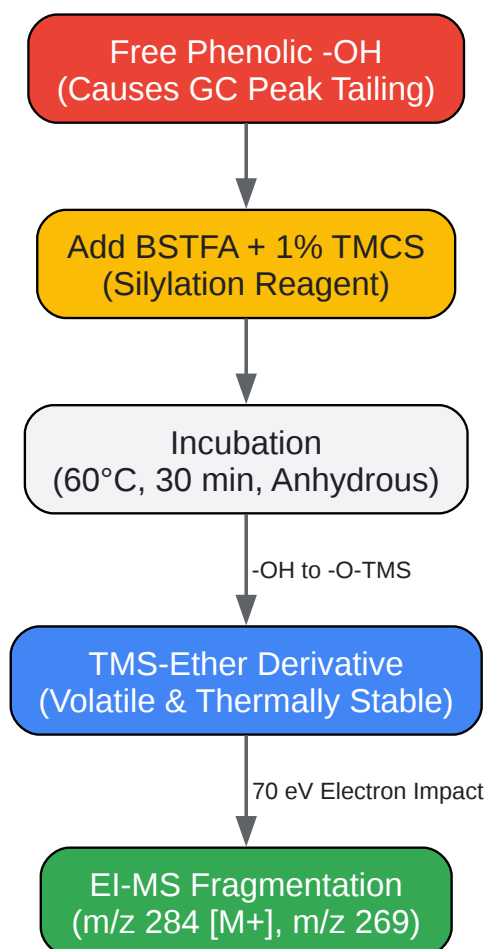 Free Phenolic -OH
(Causes GC Peak Tailing)
Add BSTFA + 1% TMCS
(Silylation Reagent)
Incubation
(60°C, 30 min, Anhydrous)
-OH to -O-TMS
TMS-Ether Derivative
(Volatile & Thermally Stable)
70 eV Electron Impact
EI-MS Fragmentation
(m/z 284 [M+], m/z 269)